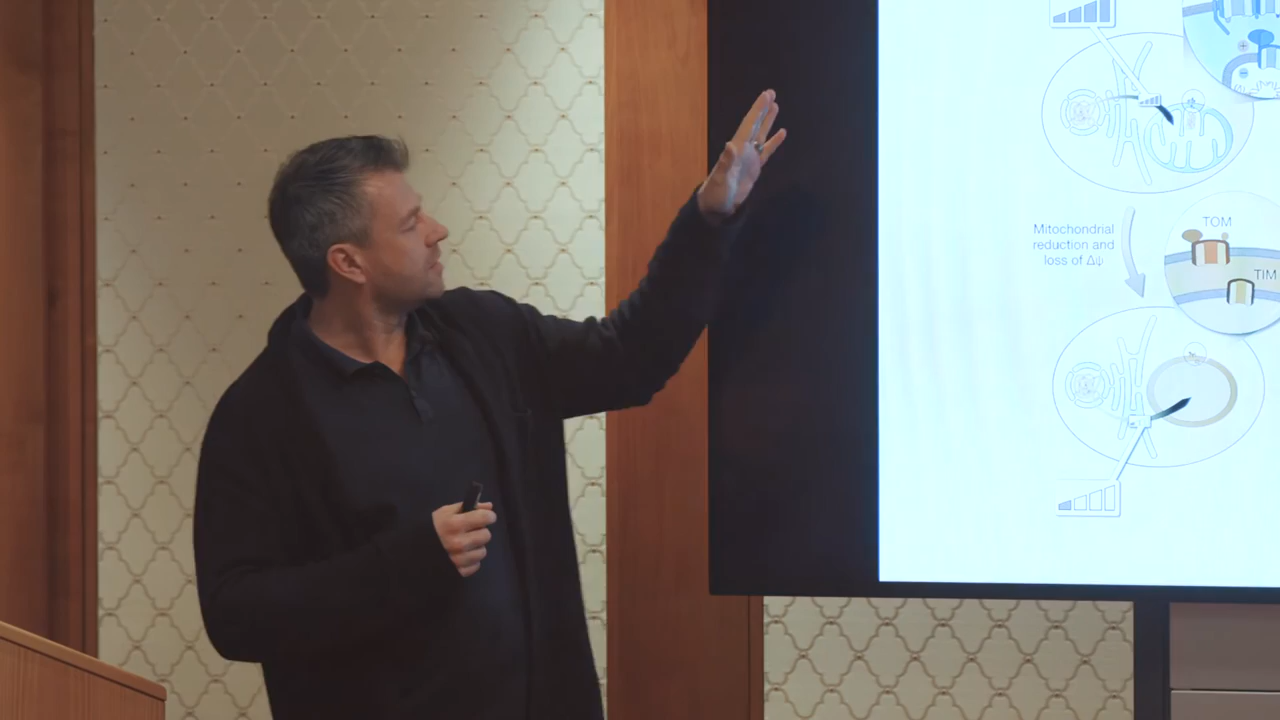 TOM
Mitochondrial
reduction and
loss of Δψ
TIM